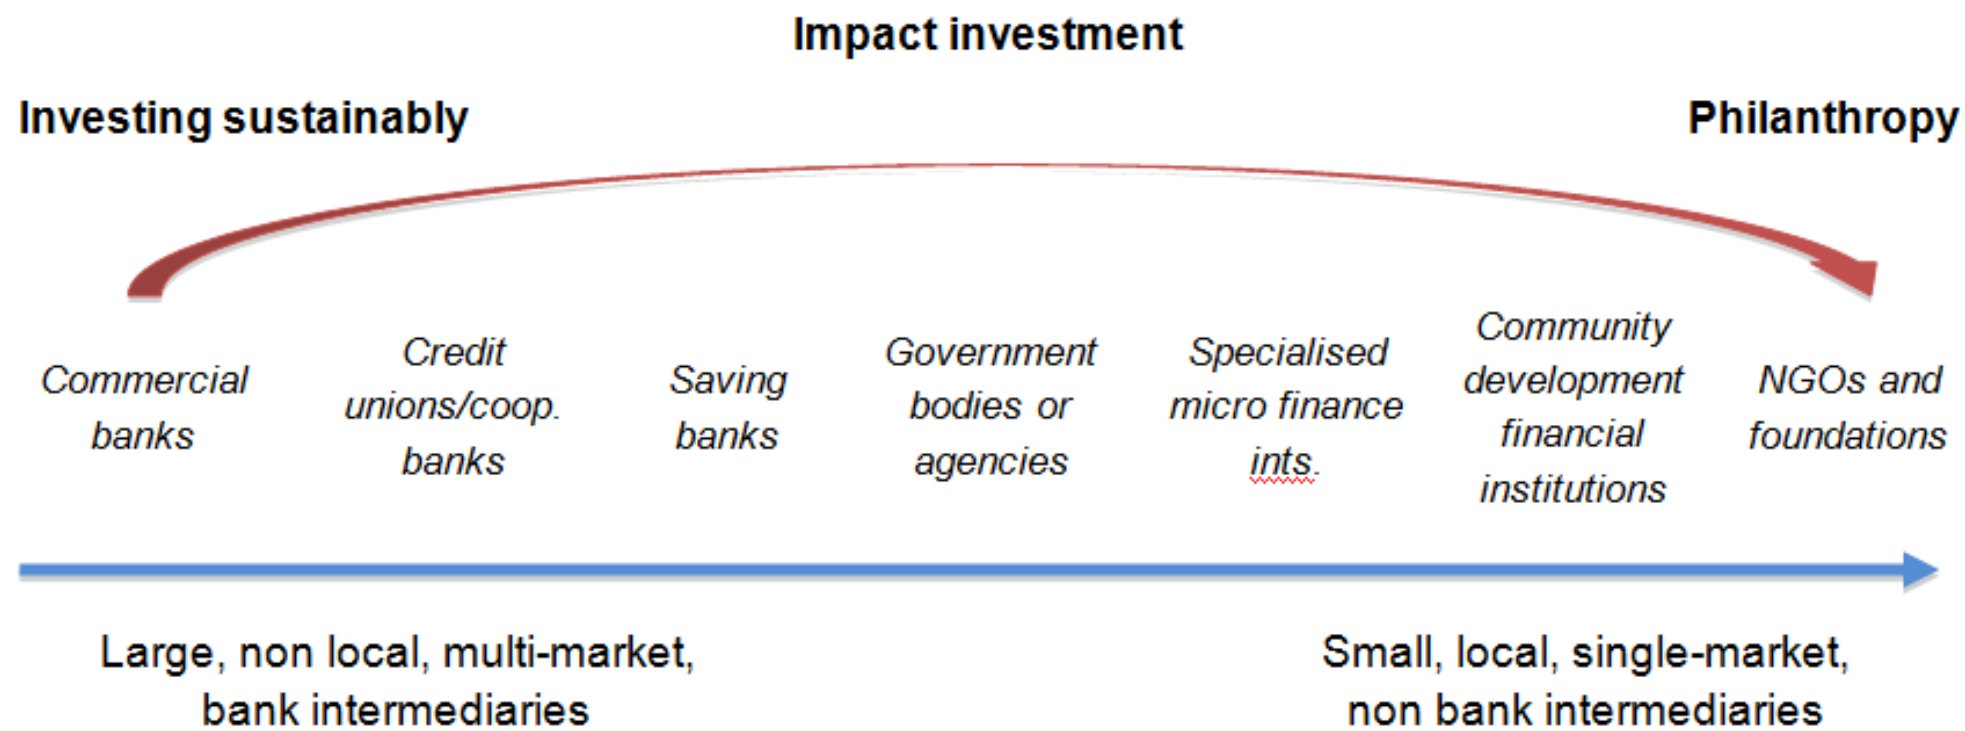 Impact investment
Investing sustainably
Philanthropy
Commercial
banks
Credit
unions/coop.
banks
Saving
banks
Government
bodies or
agencies
Specialised
micro finance
ints.
Community
development
financial
institutions
NGOs and
foundations
Large, non local, multi-market,
bank intermediaries
Small, local, single-market,
non bank intermediaries